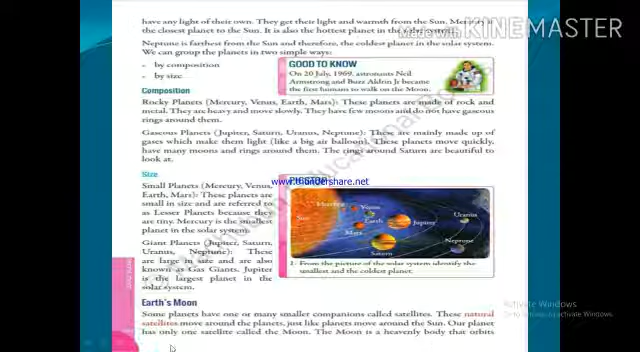 have any light of their own. They get their light and warmth from the Sun. Mercury is
the closest planet to the Sun. It is also the hottest planet in the solar system.
Made with KINEMASTER
Neptune is farthest from the Sun and therefore, the coldest planet in the solar system.
We can group the planets in two simple ways:
• by composition
• by size
GOOD TO KNOW
On 20 July, 1969, astronauts Neil
Armstrong and Buzz Aldrin Jr became
the first humans to walk on the Moon.
Composition
Rocky Planets (Mercury, Venus, Earth, Mars): These planets are made of rock and
metal. They are heavy and move slowly. They have few moons and do not have gaseous
rings around them.
Gaseous Planets (Jupiter, Saturn, Uranus, Neptune): These are mainly made up of
gases which make them light (like a big air balloon). These planets move quickly,
have many moons and rings around them. The rings around Saturn are beautiful to
look at.
Size
Small Planets (Mercury, Venus,
Earth, Mars): These planets are
small in size and are referred to
as Lesser Planets because they
are tiny. Mercury is the smallest
planet in the solar system.
Giant Planets (Jupiter, Saturn,
Uranus, Neptune): These
are large in size and are also
known as Gas Giants. Jupiter
is the largest planet in the
solar system.
www.thundershare.net
Sun
Mercury
Venus
Earth
Mars
Jupiter
Saturn
Uranus
Neptune
1. From the picture of the solar system identify the
smallest and the coldest planet.
Earth's Moon
Some planets have one or many smaller companions called satellites. These natural
satellites move around the planets, just like planets move around the Sun. Our planet
has only one satellite called the Moon. The Moon is a heavenly body that orbits
Activate Windows
Go to Settings to activate Windows.